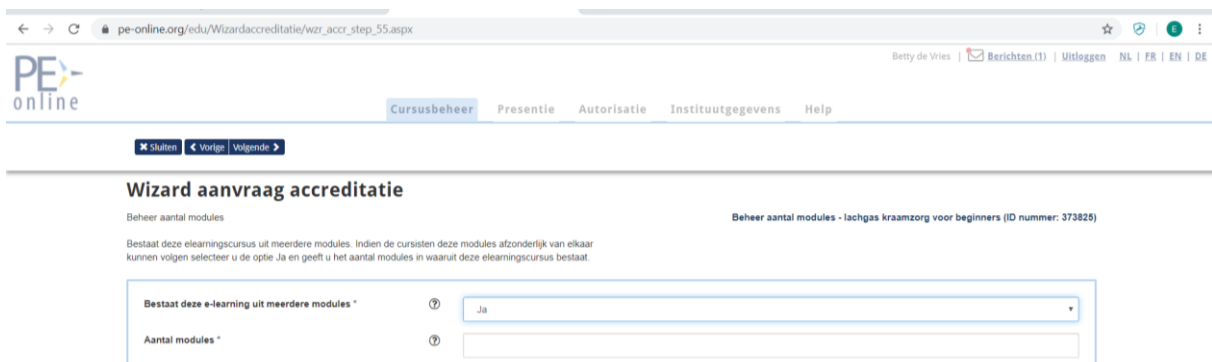 pe-online.org/edu/Wizardaccreditatie/wzr_accr_step_55.aspx
E
PE
online
Betty de Vries | Berichten (1) | Uitloggen NL | FR | EN | DE
Cursusbeheer Presentie Autorisatie Instituutgegevens Help
Sluiten Vorige Volgende
Wizard aanvraag accreditatie
Beheer aantal modules
Beheer aantal modules - lachgas kraamzorg voor beginners (ID nummer: 373825)
Bestaat deze elearningscursus uit meerdere modules. Indien de cursisten deze modules afzonderlijk van elkaar
kunnen volgen selecteer u de optie Ja en geeft u het aantal modules in waaruit deze elearningscursus bestaat.
Bestaat deze e-learning uit meerdere modules * ? Ja
Aantal modules * ?